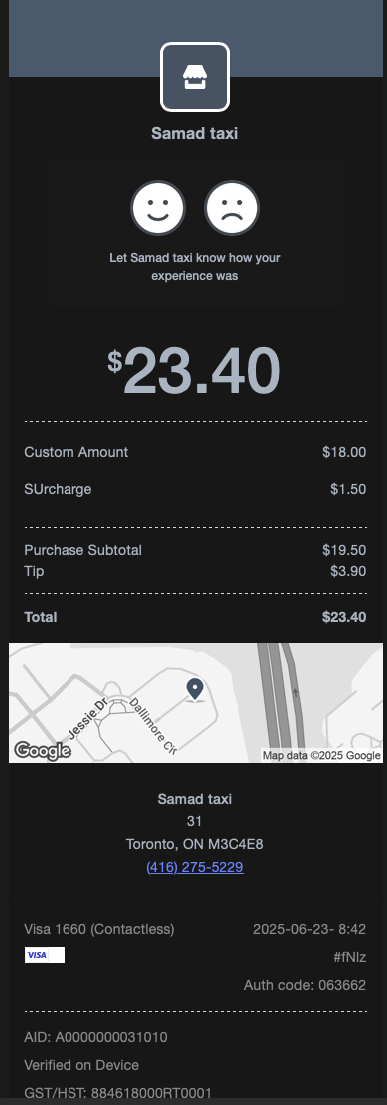 Samad taxi
Let Samad taxi know how your
experience was
$23.40
Custom Amount $18.00
SUrcharge $1.50
Purchase Subtotal $19.50
Tip $3.90
Total $23.40
Jessie Dr
Dallimore Cir
Google
Map data ©2025 Google
Samad taxi
31
Toronto, ON M3C4E8
(416) 275-5229
Visa 1660 (Contactless) 2025-06-23- 8:42
VISA #fNlz
Auth code: 063662
AID: A0000000031010
Verified on Device
GST/HST: 884618000RT0001